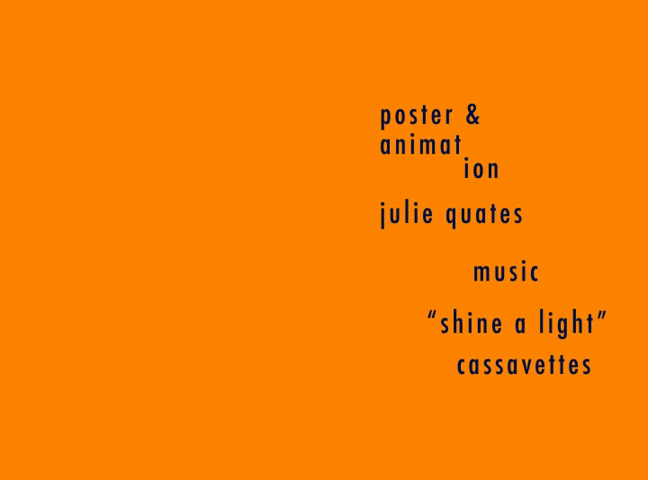 poster &
animat
ion
julie quates
music
“shine a light”
cassavettes